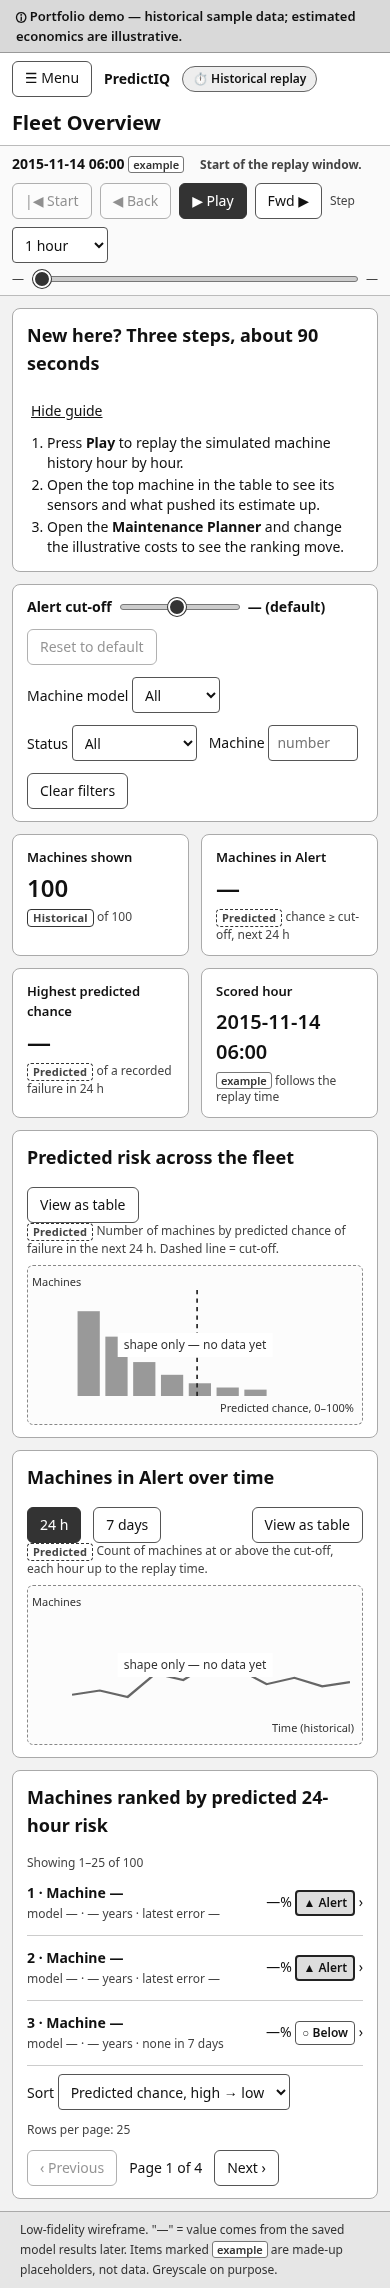 ⓘ Portfolio demo — historical sample data; estimated
economics are illustrative.
☰ Menu PredictIQ ⏱ Historical replay
Fleet Overview
2015-11-14 06:00 example Start of the replay window.
|◀ Start ◀ Back ▶ Play Fwd ▶ Step
1 hour
— —
New here? Three steps, about 90
seconds
Hide guide
1. Press Play to replay the simulated machine
history hour by hour.
2. Open the top machine in the table to see its
sensors and what pushed its estimate up.
3. Open the Maintenance Planner and change
the illustrative costs to see the ranking move.
Alert cut-off — (default)
Reset to default
Machine model All
Status All Machine number
Clear filters
Machines shown
100
Historical of 100
Machines in Alert
—
Predicted chance ≥ cut-
off, next 24 h
Highest predicted
chance
—
Predicted of a recorded
failure in 24 h
Scored hour
2015-11-14
06:00
example follows the
replay time
Predicted risk across the fleet
View as table
Predicted Number of machines by predicted chance of
failure in the next 24 h. Dashed line = cut-off.
Machines
shape only — no data yet
Predicted chance, 0–100%
Machines in Alert over time
24 h 7 days View as table
Predicted Count of machines at or above the cut-off,
each hour up to the replay time.
Machines
shape only — no data yet
Time (historical)
Machines ranked by predicted 24-
hour risk
Showing 1–25 of 100
1 · Machine — —% ▲ Alert ›
model — · — years · latest error —
2 · Machine — —% ▲ Alert ›
model — · — years · latest error —
3 · Machine — —% ○ Below ›
model — · — years · none in 7 days
Sort Predicted chance, high → low
Rows per page: 25
‹ Previous Page 1 of 4 Next ›
Low-fidelity wireframe. "—" = value comes from the saved
model results later. Items marked example are made-up
placeholders, not data. Greyscale on purpose.